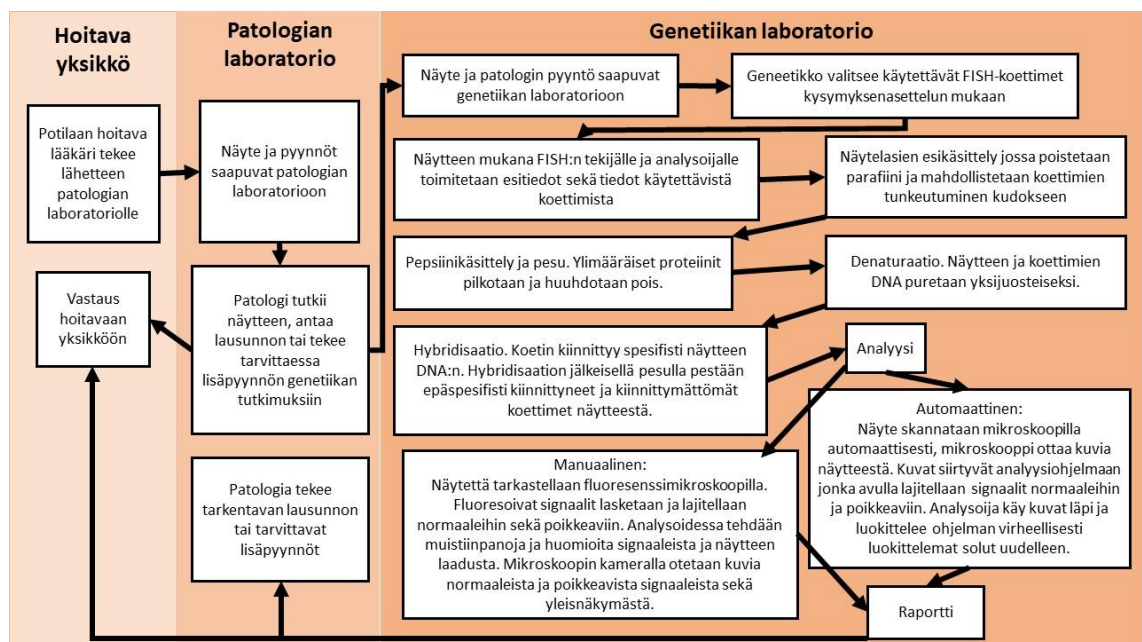 Hoitava
yksikkö
Patologian
laboratorio
Genetiikan laboratorio
Potilaan hoitava
lääkäri tekee
lähetteen
patologian
laboratoriolle
Näyte ja pyynnöt
saapuvat patologian
laboratorioon
Näyte ja patologin pyyntö saapuvat
genetiikan laboratorioon
Geneetikko valitsee käytettävät FISH-koettimet
kysymyksenasettelun mukaan
Näytteen mukana FISH:n tekijälle ja analysoijalle
toimitetaan esitiedot sekä tiedot käytettävistä
koettimista
Näytelasien esikäsittely jossa poistetaan
parafiini ja mahdollistetaan koettimien
tunkeutuminen kudokseen
Pepsiinikäsittely ja pesu. Ylimääräiset proteiinit
pilkotaan ja huuhdotaan pois.
Denaturaatio. Näytteen ja koettimien
DNA puretaan yksijuosteiseksi.
Vastaus
hoitavaan
yksikköön
Patologi tutkii
näytteen, antaa
lausunnon tai tekee
tarvittaessa
lisäpyynnön genetiikan
tutkimuksiin
Hybridisaatio. Koetin kiinnittyy spesifisti näytteen
DNA:n. Hybridisaation jälkeisellä pesulla pestään
epäspesifisti kiinnittyneet ja kiinnittymättömät
koettimet näytteestä.
Analyysi
Automaattinen:
Näyte skannataan mikroskoopilla
automaattisesti, mikroskooppi ottaa kuvia
näytteestä. Kuvat siirtyvät analyysiohjelmaan
jonka avulla lajitellaan signaalit normaaleihin
ja poikkeaviin. Analysoija käy kuvat läpi ja
luokittelee ohjelman virheellisesti
luokittelemat solut uudelleen.
Manuaalinen:
Näytettä tarkastellaan fluoresenssimikroskoopilla.
Fluoresoivat signaalit lasketaan ja lajitellaan
normaaleihin sekä poikkeaviin. Analysoidessa tehdään
muistiinpanoja ja huomioita signaaleista ja näytteen
laadusta. Mikroskoopin kameralla otetaan kuvia
normaaleista ja poikkeavista signaaleista sekä
yleisnäkymästä.
Patologia tekee
tarkentavan lausunnon
tai tarvittavat
lisäpyynnöt
Raportti